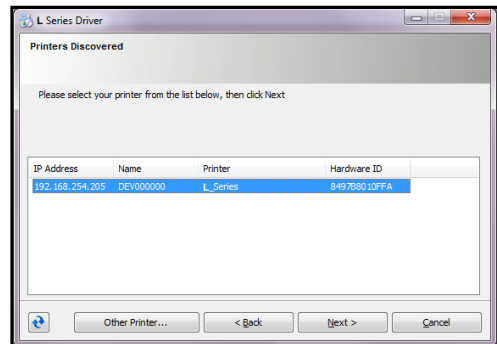 L Series Driver
Printers Discovered
Please select your printer from the list below, then click Next
IP Address Name Printer Hardware ID
192.168.254.205 DEV000000 L_Series 8497B8010FFA
Other Printer... < Back Next > Cancel